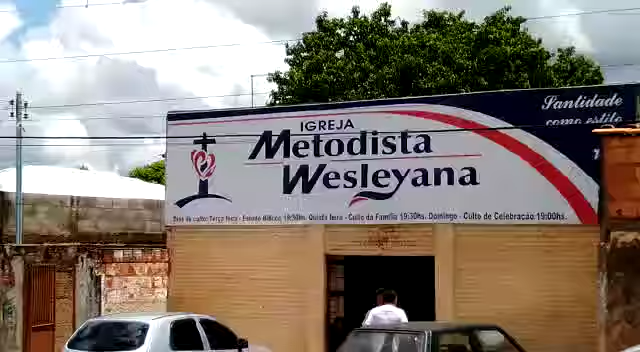 Santidade
como estilo
IGREJA
Metodista
Wesleyana
Dias de culto: Terça feira - Estudo Bíblico 19:30hs. Quinta feira - Culto da Família 19:30hs. Domingo - Culto de Celebração 19:00hs.